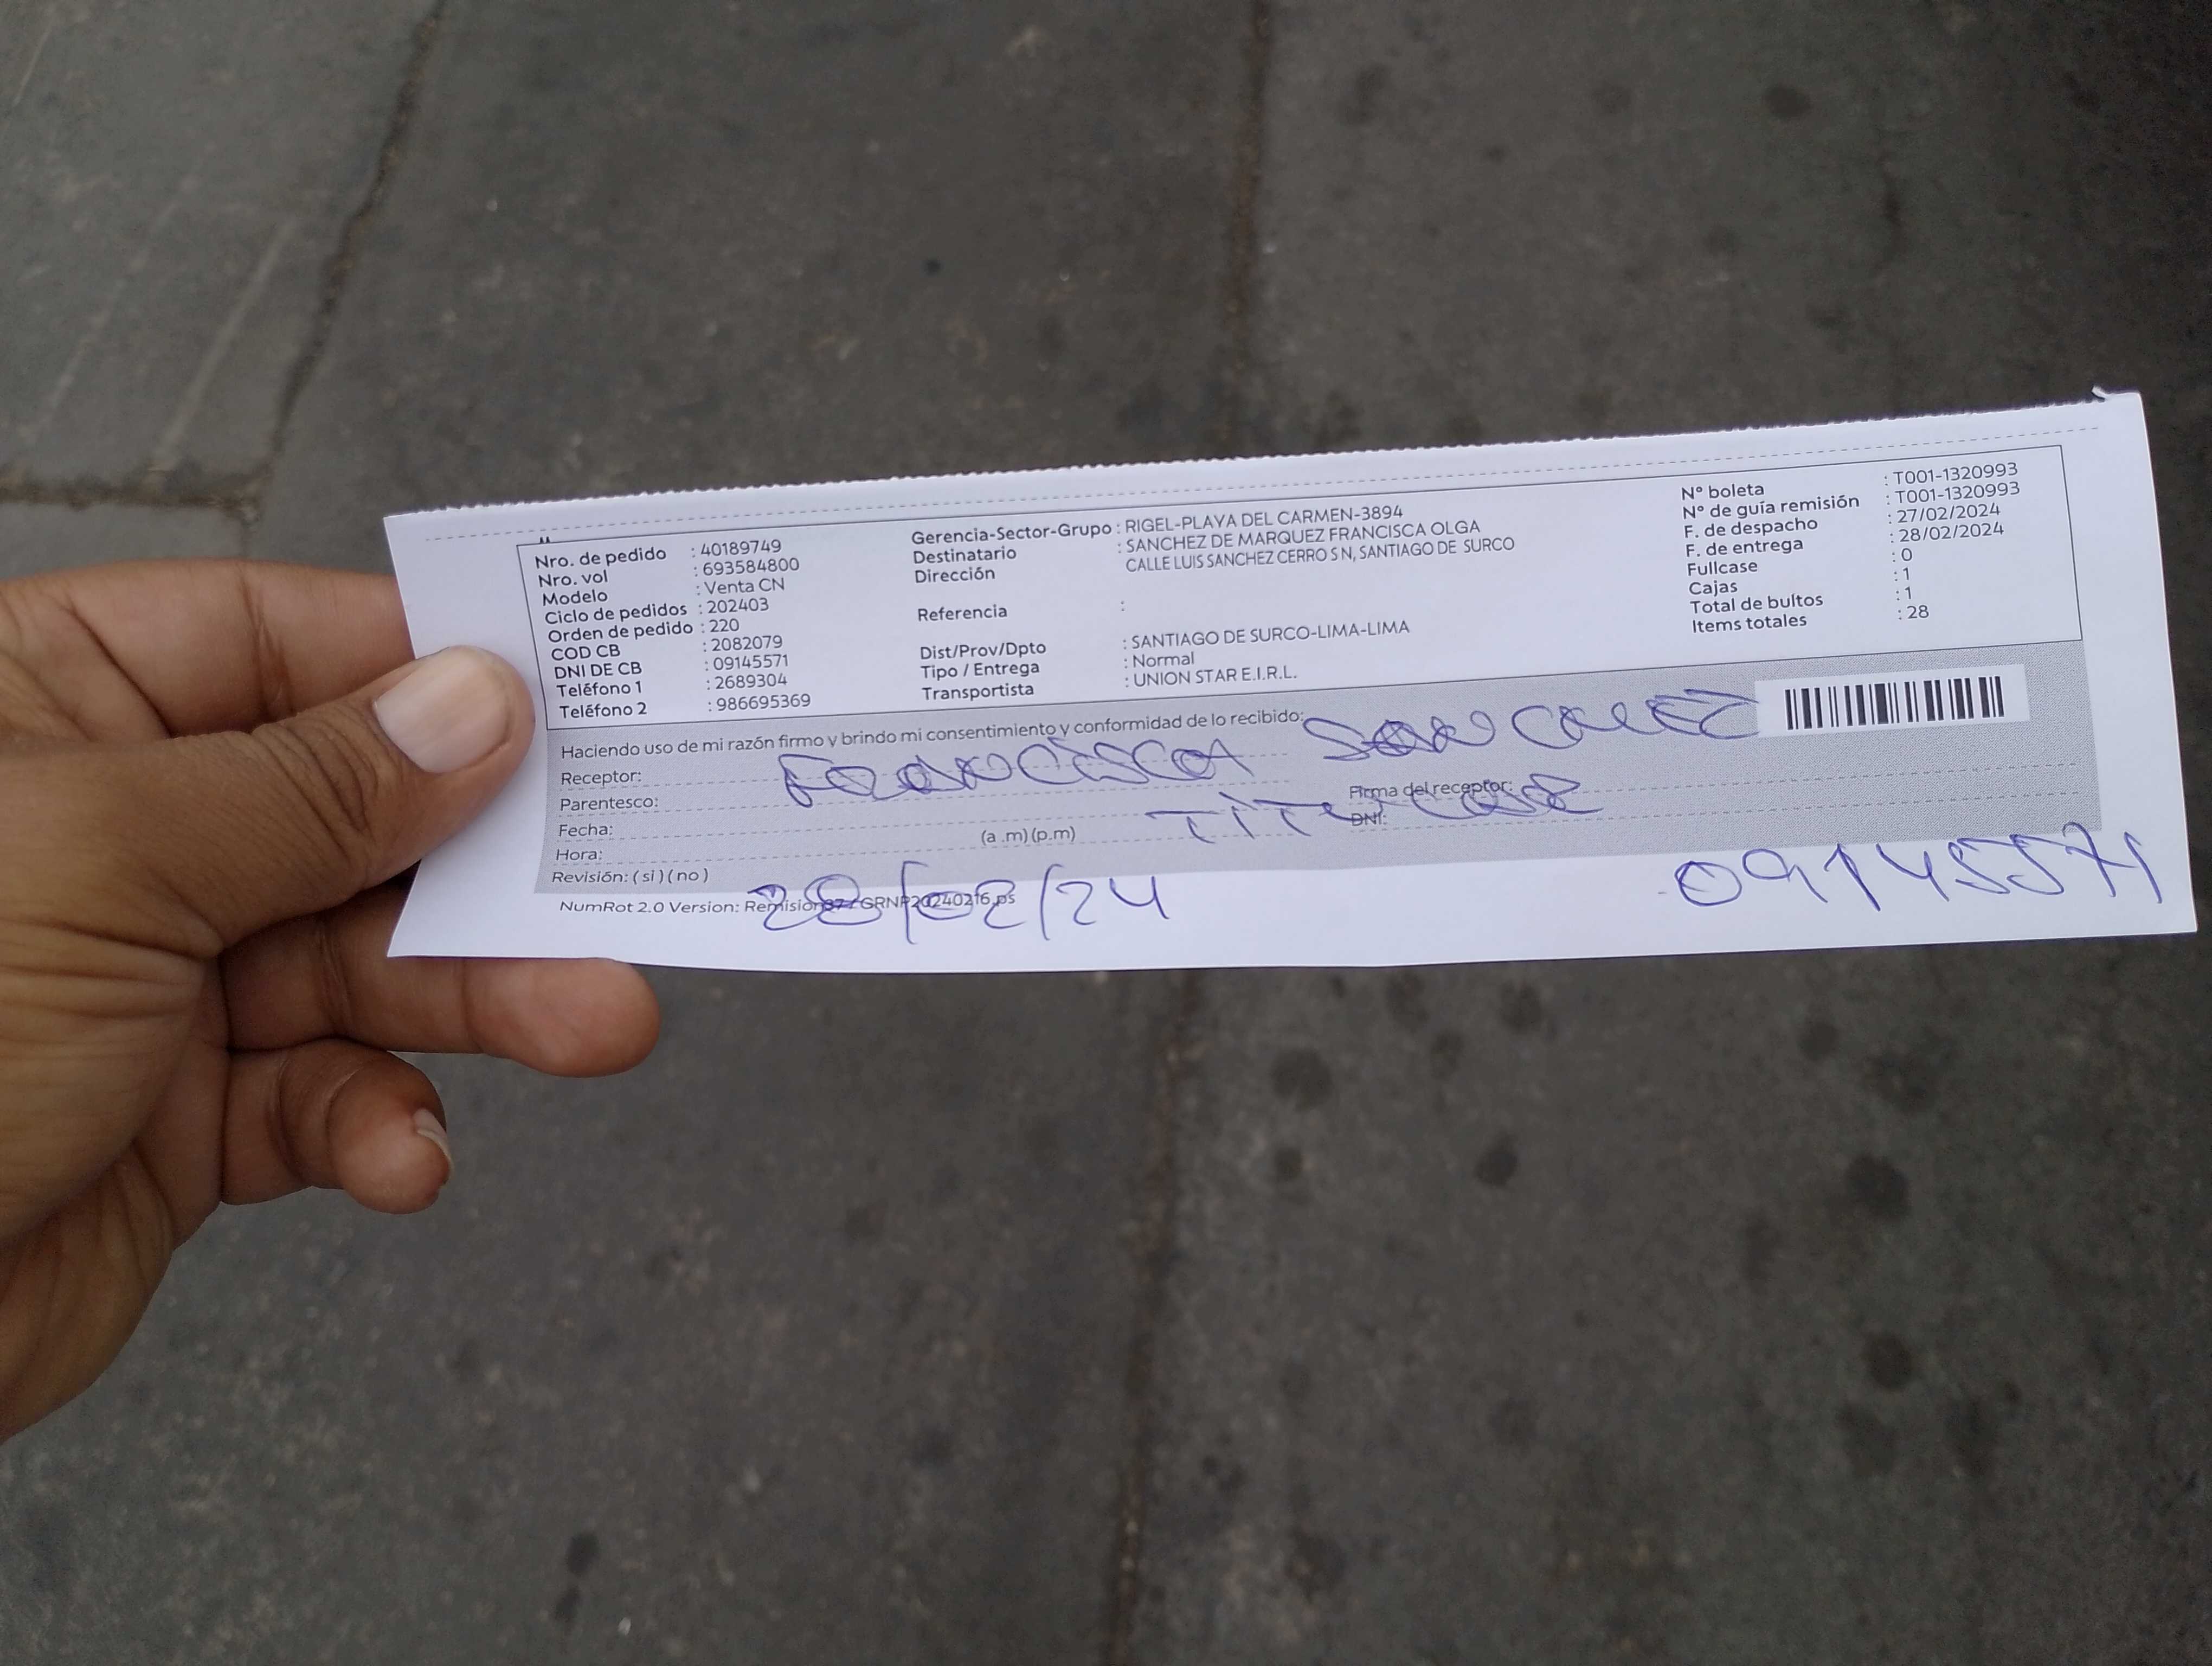 Nro. de pedido : 40189749
Nro. vol : 693584800
Modelo : Venta CN
Ciclo de pedidos : 202403
Orden de pedido : 220
COD CB : 2082079
DNI DE CB : 09145571
Teléfono 1 : 2689304
Teléfono 2 : 986695369
Gerencia-Sector-Grupo : RIGEL-PLAYA DEL CARMEN-3894
Destinatario : SANCHEZ DE MARQUEZ FRANCISCA OLGA
Dirección CALLE LUIS SANCHEZ CERRO S N, SANTIAGO DE SURCO
Referencia :
Dist/Prov/Dpto : SANTIAGO DE SURCO-LIMA-LIMA
Tipo / Entrega : Normal
Transportista : UNION STAR E.I.R.L.
N° boleta : T001-1320993
N° de guía remisión : T001-1320993
F. de despacho : 27/02/2024
F. de entrega : 28/02/2024
Fullcase : 0
Cajas : 1
Total de bultos : 1
Items totales : 28
Haciendo uso de mi razón firmo y brindo mi consentimiento y conformidad de lo recibido:
Receptor: FRANCISCA SANCHEZ
Parentesco: TITULAR
Firma del receptor:
Fecha: 28/02/24
DNI: 09145571
Hora: (a .m) (p.m)
Revisión: ( si ) ( no )
NumRot 2.0 Version: